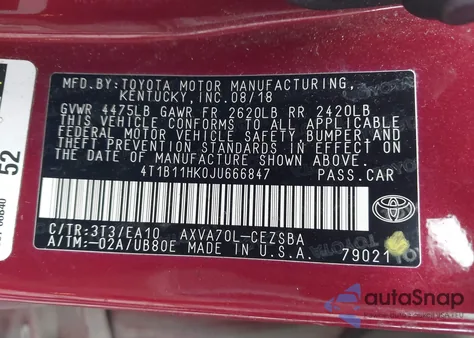 MFD.BY:TOYOTA MOTOR MANUFACTURING,
KENTUCKY,INC.08/18
GVWR 4475LB GAWR FR 2620LB RR 2420LB
THIS VEHICLE CONFORMS TO ALL APPLICABLE
FEDERAL MOTOR VEHICLE SAFETY,BUMPER,AND
THEFT PREVENTION STANDARDS IN EFFECT ON
THE DATE OF MANUFACTURE SHOWN ABOVE.
4T1B11HK0JU666847 PASS.CAR
C/TR:3T3/EA10 AXVA70L-CEZSBA
A/TM:-02A/UB80E MADE IN U.S.A. 79021
TOYOTA
52
autoSnap